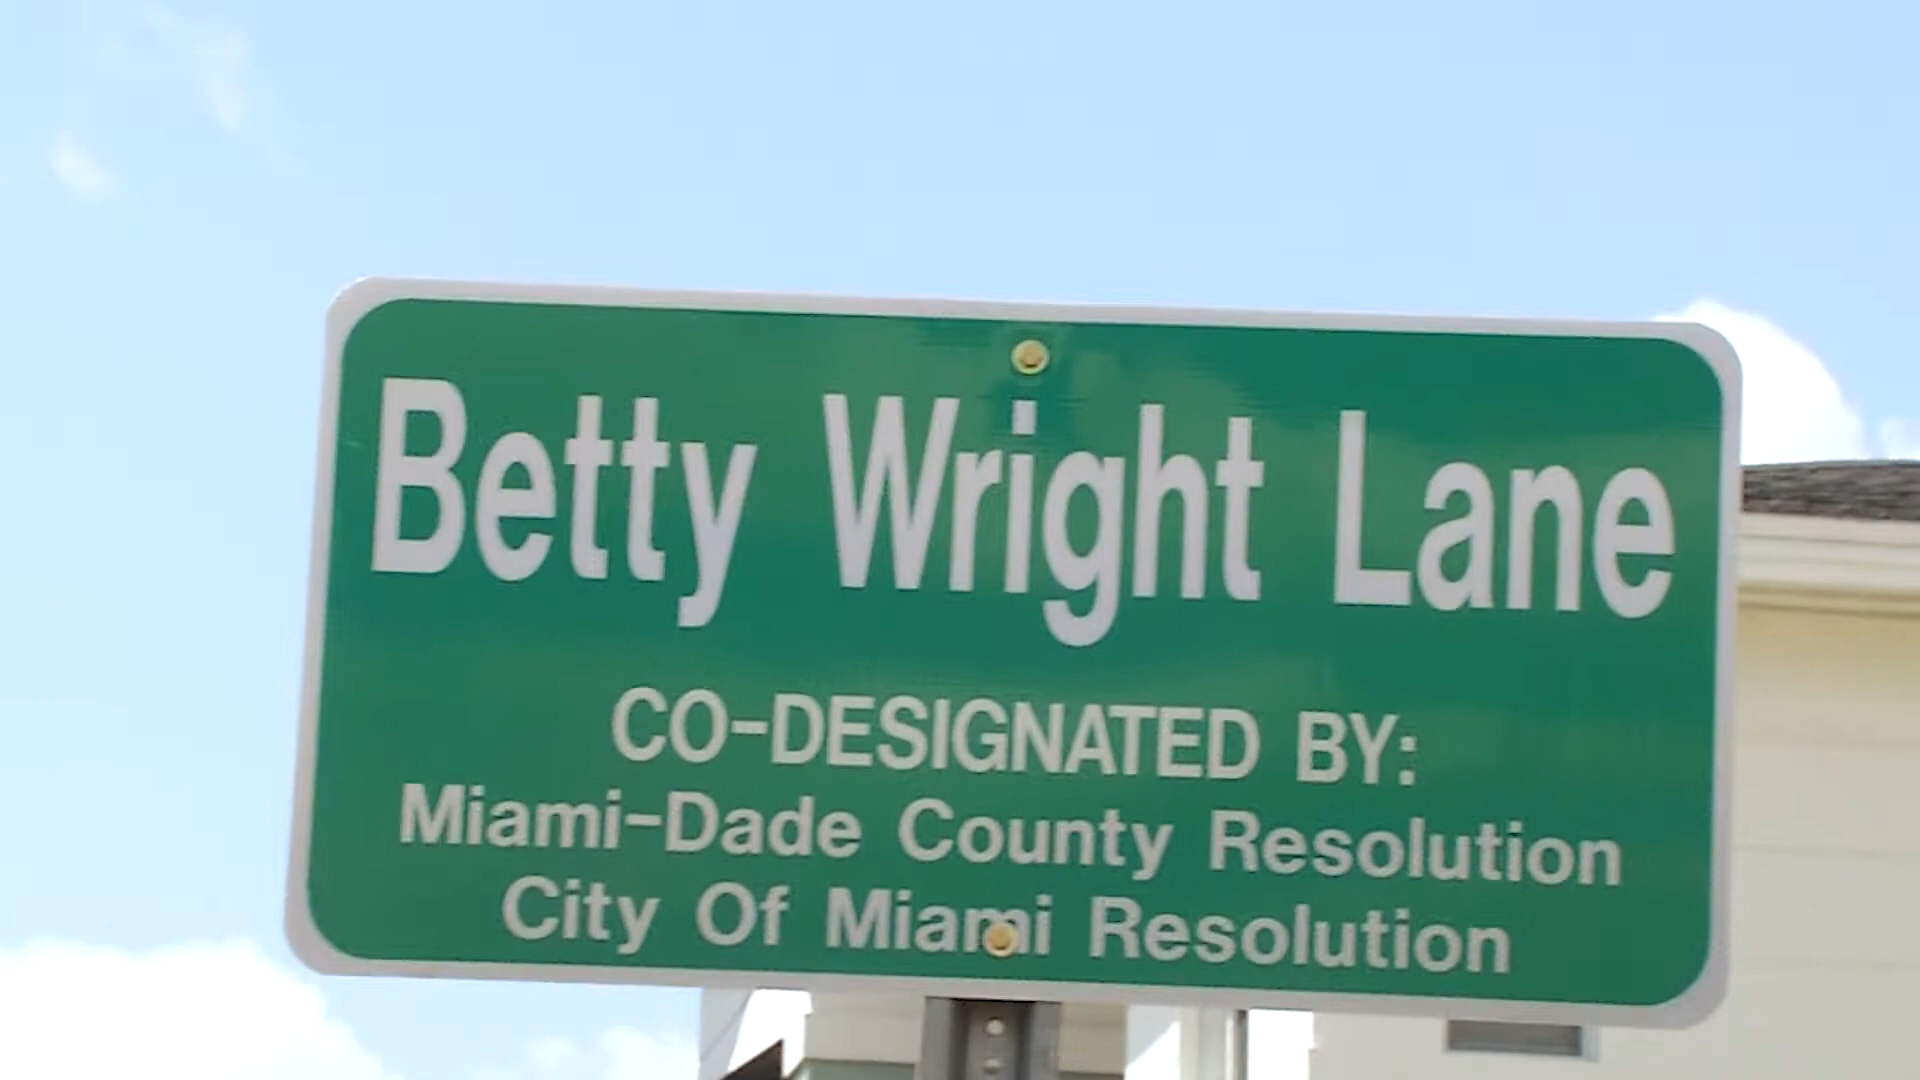 Betty Wright Lane
CO-DESIGNATED BY:
Miami-Dade County Resolution
City Of Miami Resolution